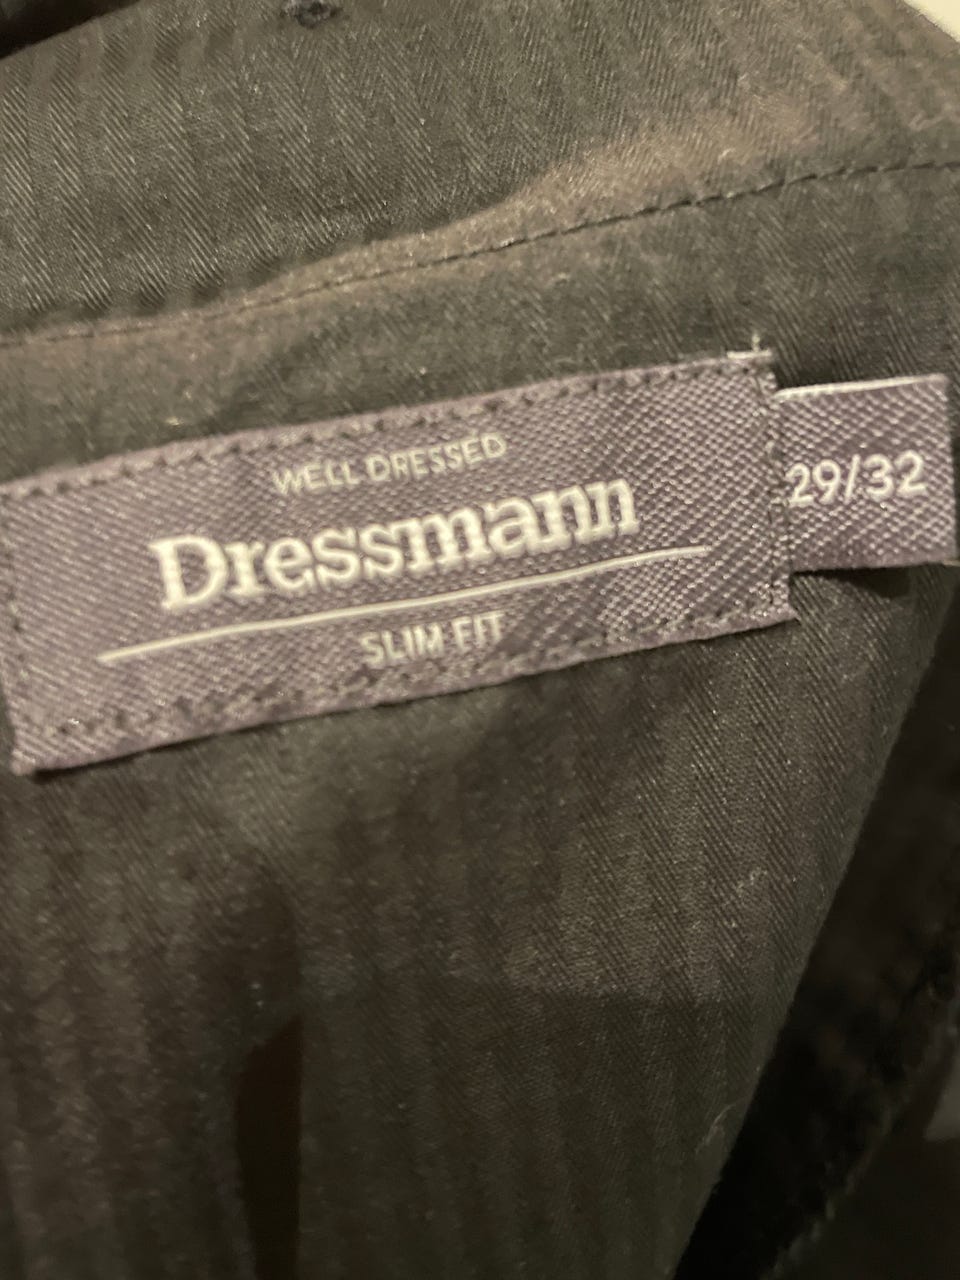 WELL DRESSED
Dressmann
SLIM FIT
29/32